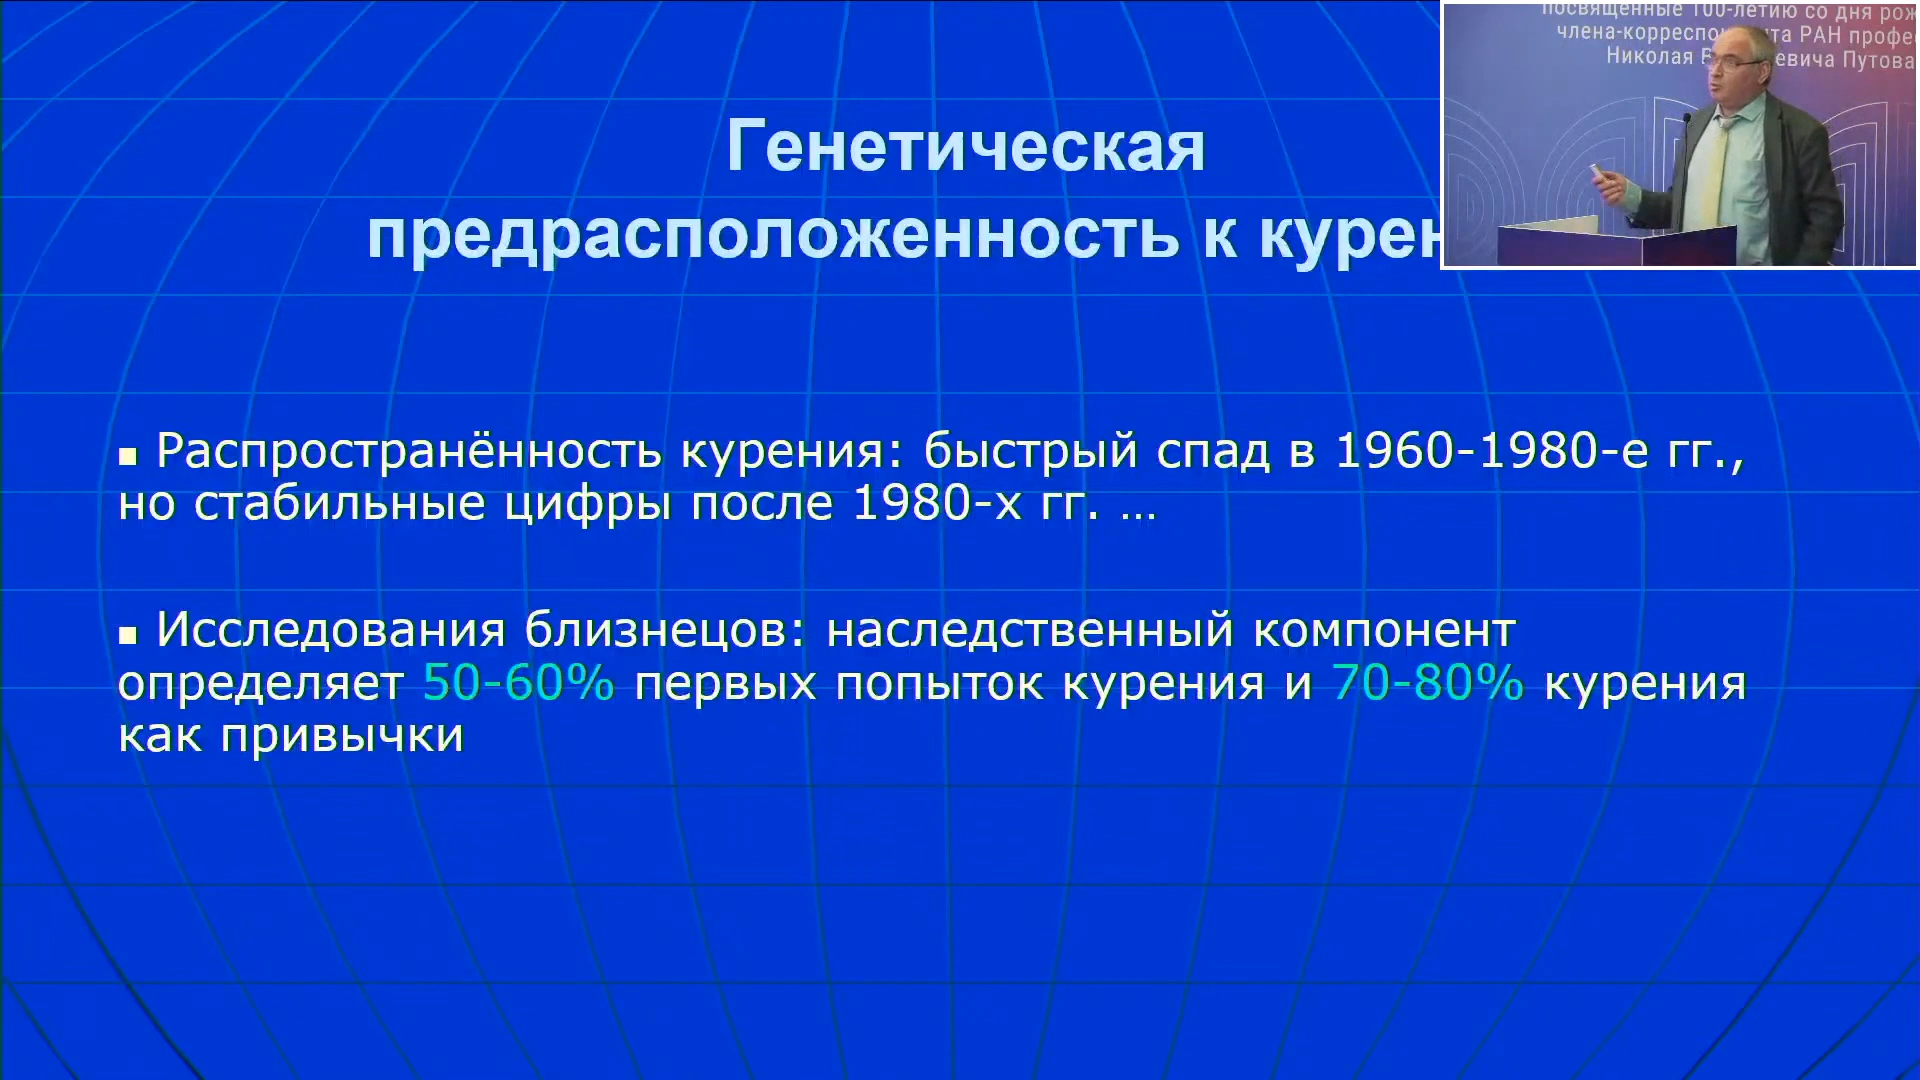 посвященные 100-летию со дня
члена-корреспо та РАН
Николая евича Путова
Генетическая
предрасположенность к курен
■ Распространённость курения: быстрый спад в 1960-1980-е гг.,
но стабильные цифры после 1980-х гг. ...
■ Исследования близнецов: наследственный компонент
определяет 50-60% первых попыток курения и 70-80% курения
как привычки